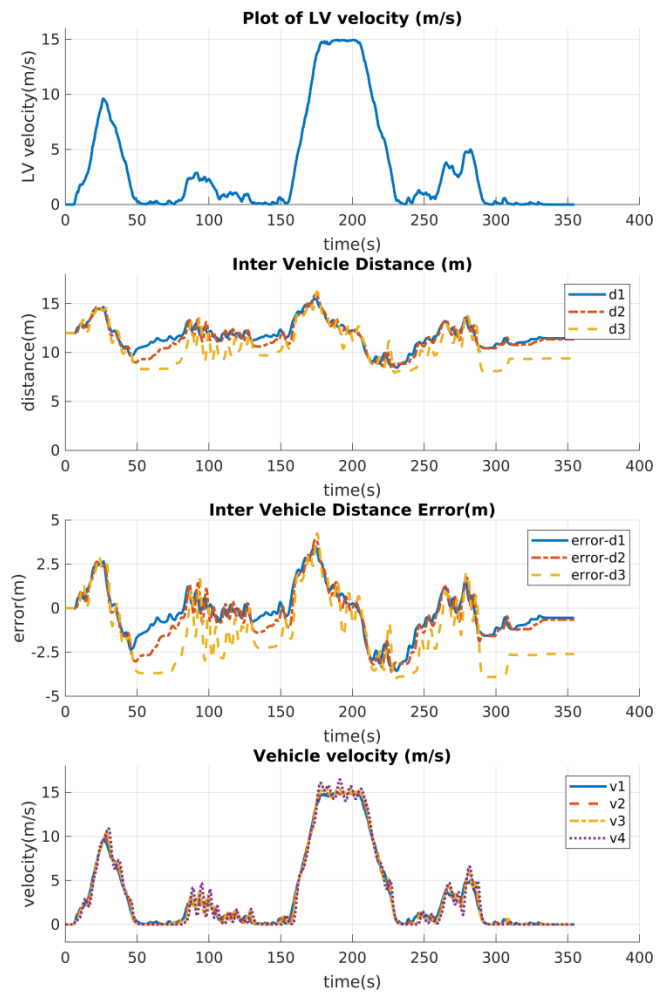 Plot of LV velocity (m/s)
LV velocity(m/s)
15
10
5
0
0 50 100 150 200 250 300 350 400
time(s)
Inter Vehicle Distance (m)
distance(m)
15
10
5
0
d1
d2
d3
0 50 100 150 200 250 300 350 400
time(s)
Inter Vehicle Distance Error(m)
error(m)
5
2.5
0
-2.5
-5
error-d1
error-d2
error-d3
0 50 100 150 200 250 300 350 400
time(s)
Vehicle velocity (m/s)
velocity(m/s)
15
10
5
0
v1
v2
v3
v4
0 50 100 150 200 250 300 350 400
time(s)